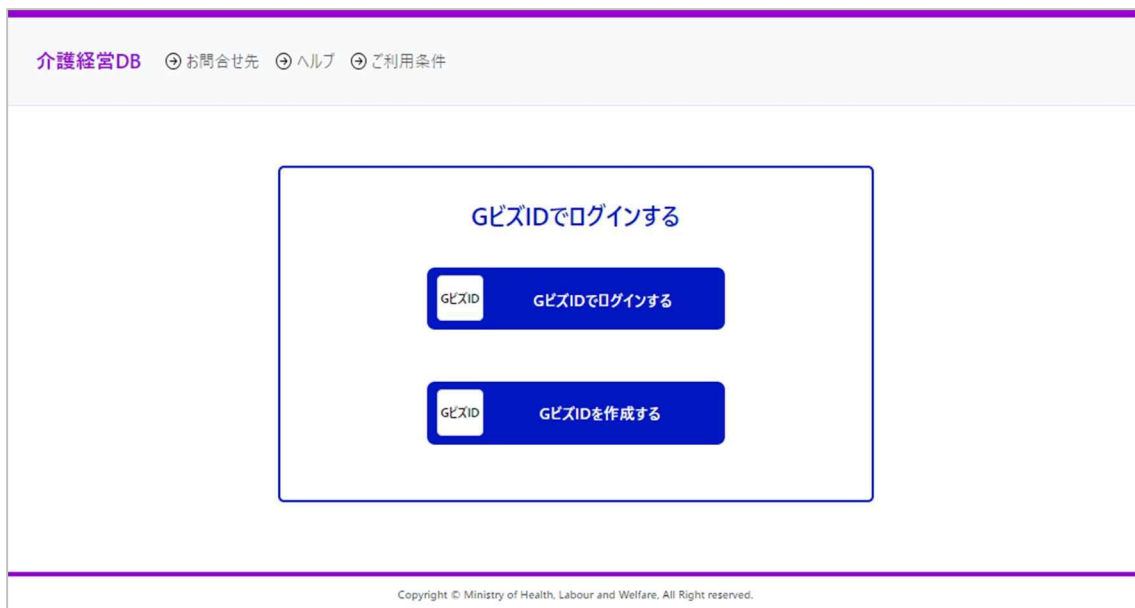 介護経営DB お問合せ先 ヘルプ ご利用条件
GビズIDでログインする
GビズID GビズIDでログインする
GビズID GビズIDを作成する
Copyright © Ministry of Health, Labour and Welfare, All Right reserved.